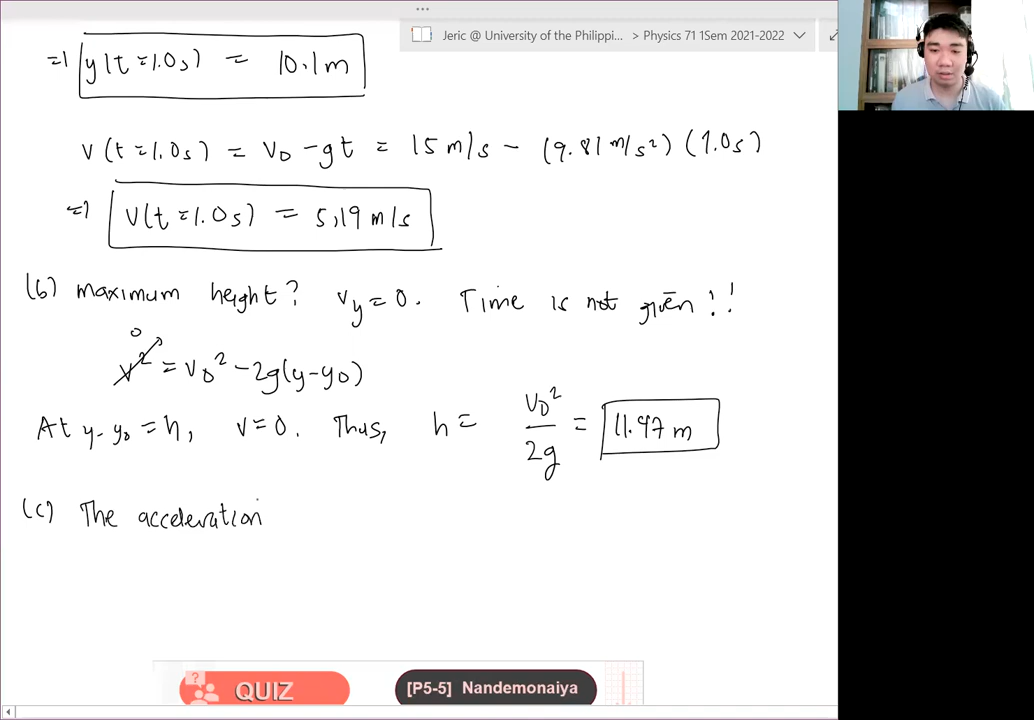 ...
Jeric @ University of the Philippi... > Physics 71 1Sem 2021-2022
=> y(t=1.0s) = 10.1m
v(t=1.0s) = v0 - gt = 15 m/s - (9.81 m/s²) (1.0s)
=> v(t=1.0s) = 5.19 m/s
(b) maximum height? vy = 0. Time is not given!!
0
v² = v0² - 2g(y-y0)
At y-y0 = h, v=0. Thus, h = v0²/2g = 11.47 m
(c) The acceleration
? QUIZ
[P5-5] Nandemonaiya